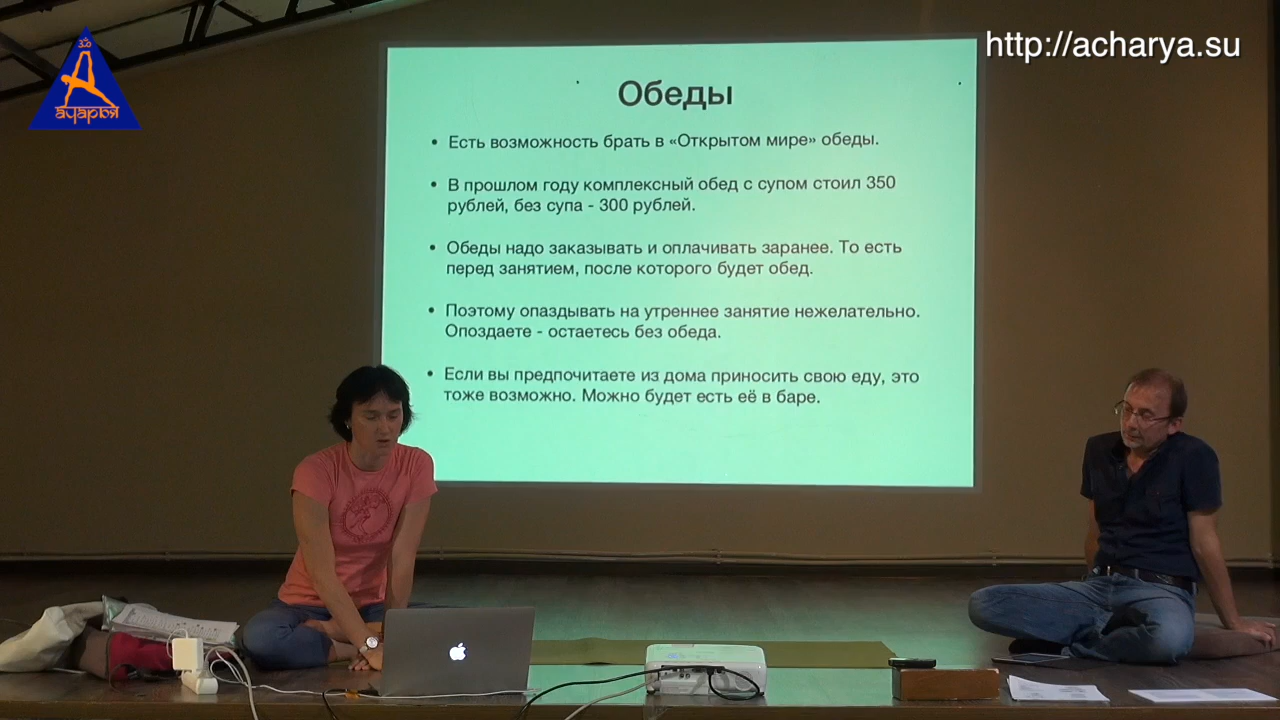 http://acharya.su
ॐ
ачарья
Обеды
• Есть возможность брать в «Открытом мире» обеды.
• В прошлом году комплексный обед с супом стоил 350
рублей, без супа - 300 рублей.
• Обеды надо заказывать и оплачивать заранее. То есть
перед занятием, после которого будет обед.
• Поэтому опаздывать на утреннее занятие нежелательно.
Опоздаете - остаетесь без обеда.
• Если вы предпочитаете из дома приносить свою еду, это
тоже возможно. Можно будет есть её в баре.